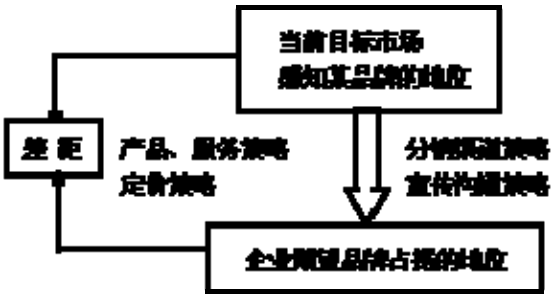 当前目标市场
感知某品牌的地位
差距
产品、服务策略
定价策略
分销渠道策略
宣传沟通策略
企业期望品牌占据的地位